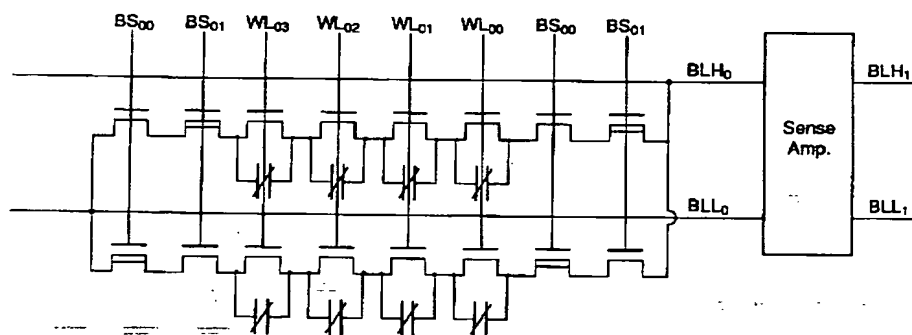 BS00 BS01 WL03 WL02 WL01 WL00 BS00 BS01
BLH0 BLH1
Sense
Amp.
BLL0 BLL1